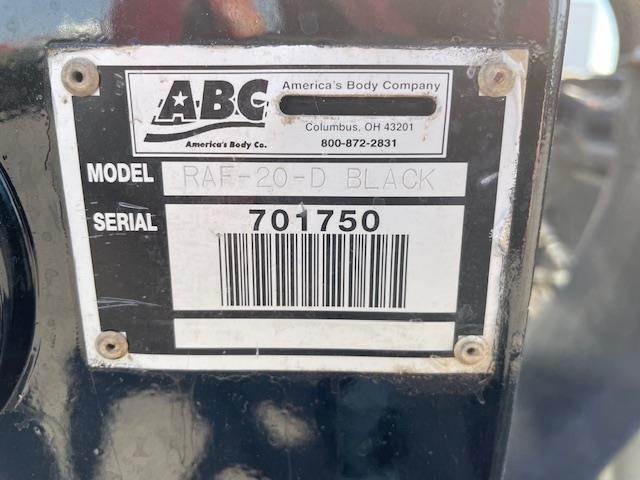 ABC
America's Body Co.
America's Body Company
Columbus, OH 43201
800-872-2831
MODEL RAF-20-D BLACK
SERIAL 701750